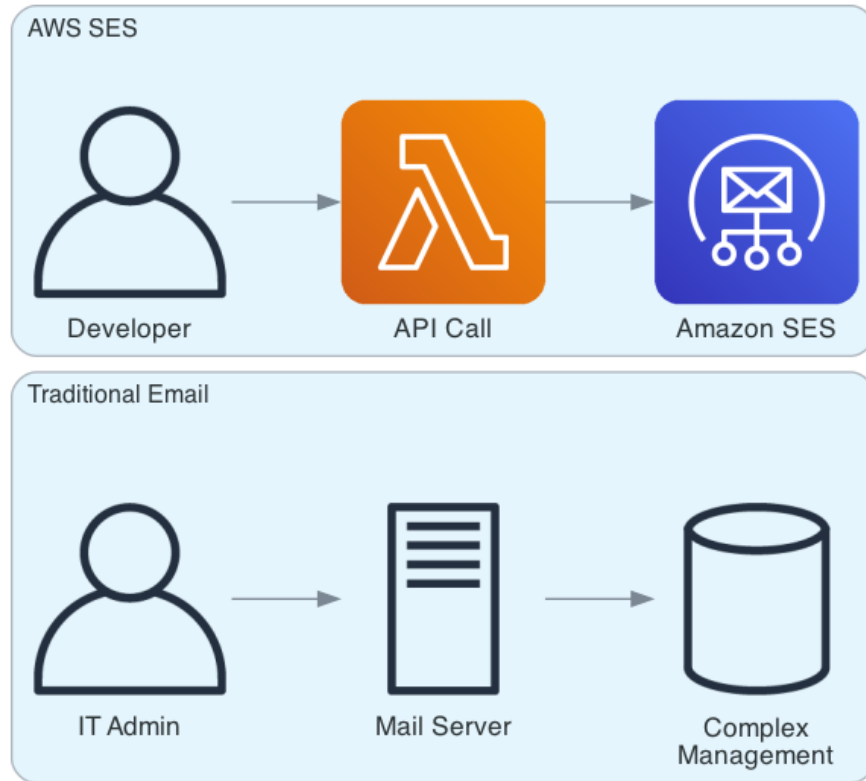 AWS SES
Developer
API Call
Amazon SES
Traditional Email
IT Admin
Mail Server
Complex
Management